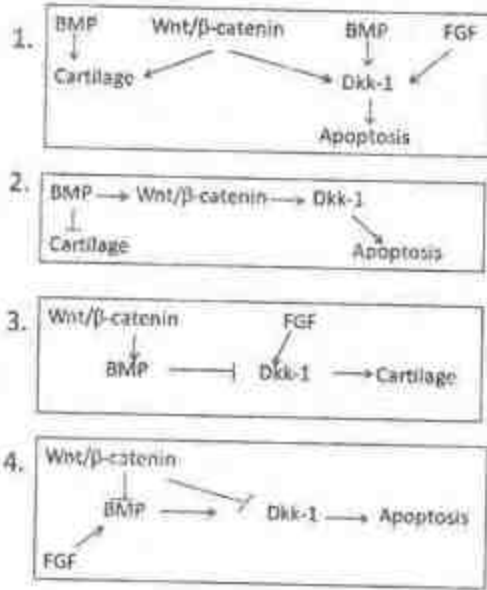 1.
BMP Wnt/β-catenin BMP FGF
Cartilage Dkk-1
Apoptosis
2.
BMP Wnt/β-catenin Dkk-1
Cartilage Apoptosis
3.
Wnt/β-catenin FGF
BMP Dkk-1 Cartilage
4.
Wnt/β-catenin
BMP Dkk-1 Apoptosis
FGF